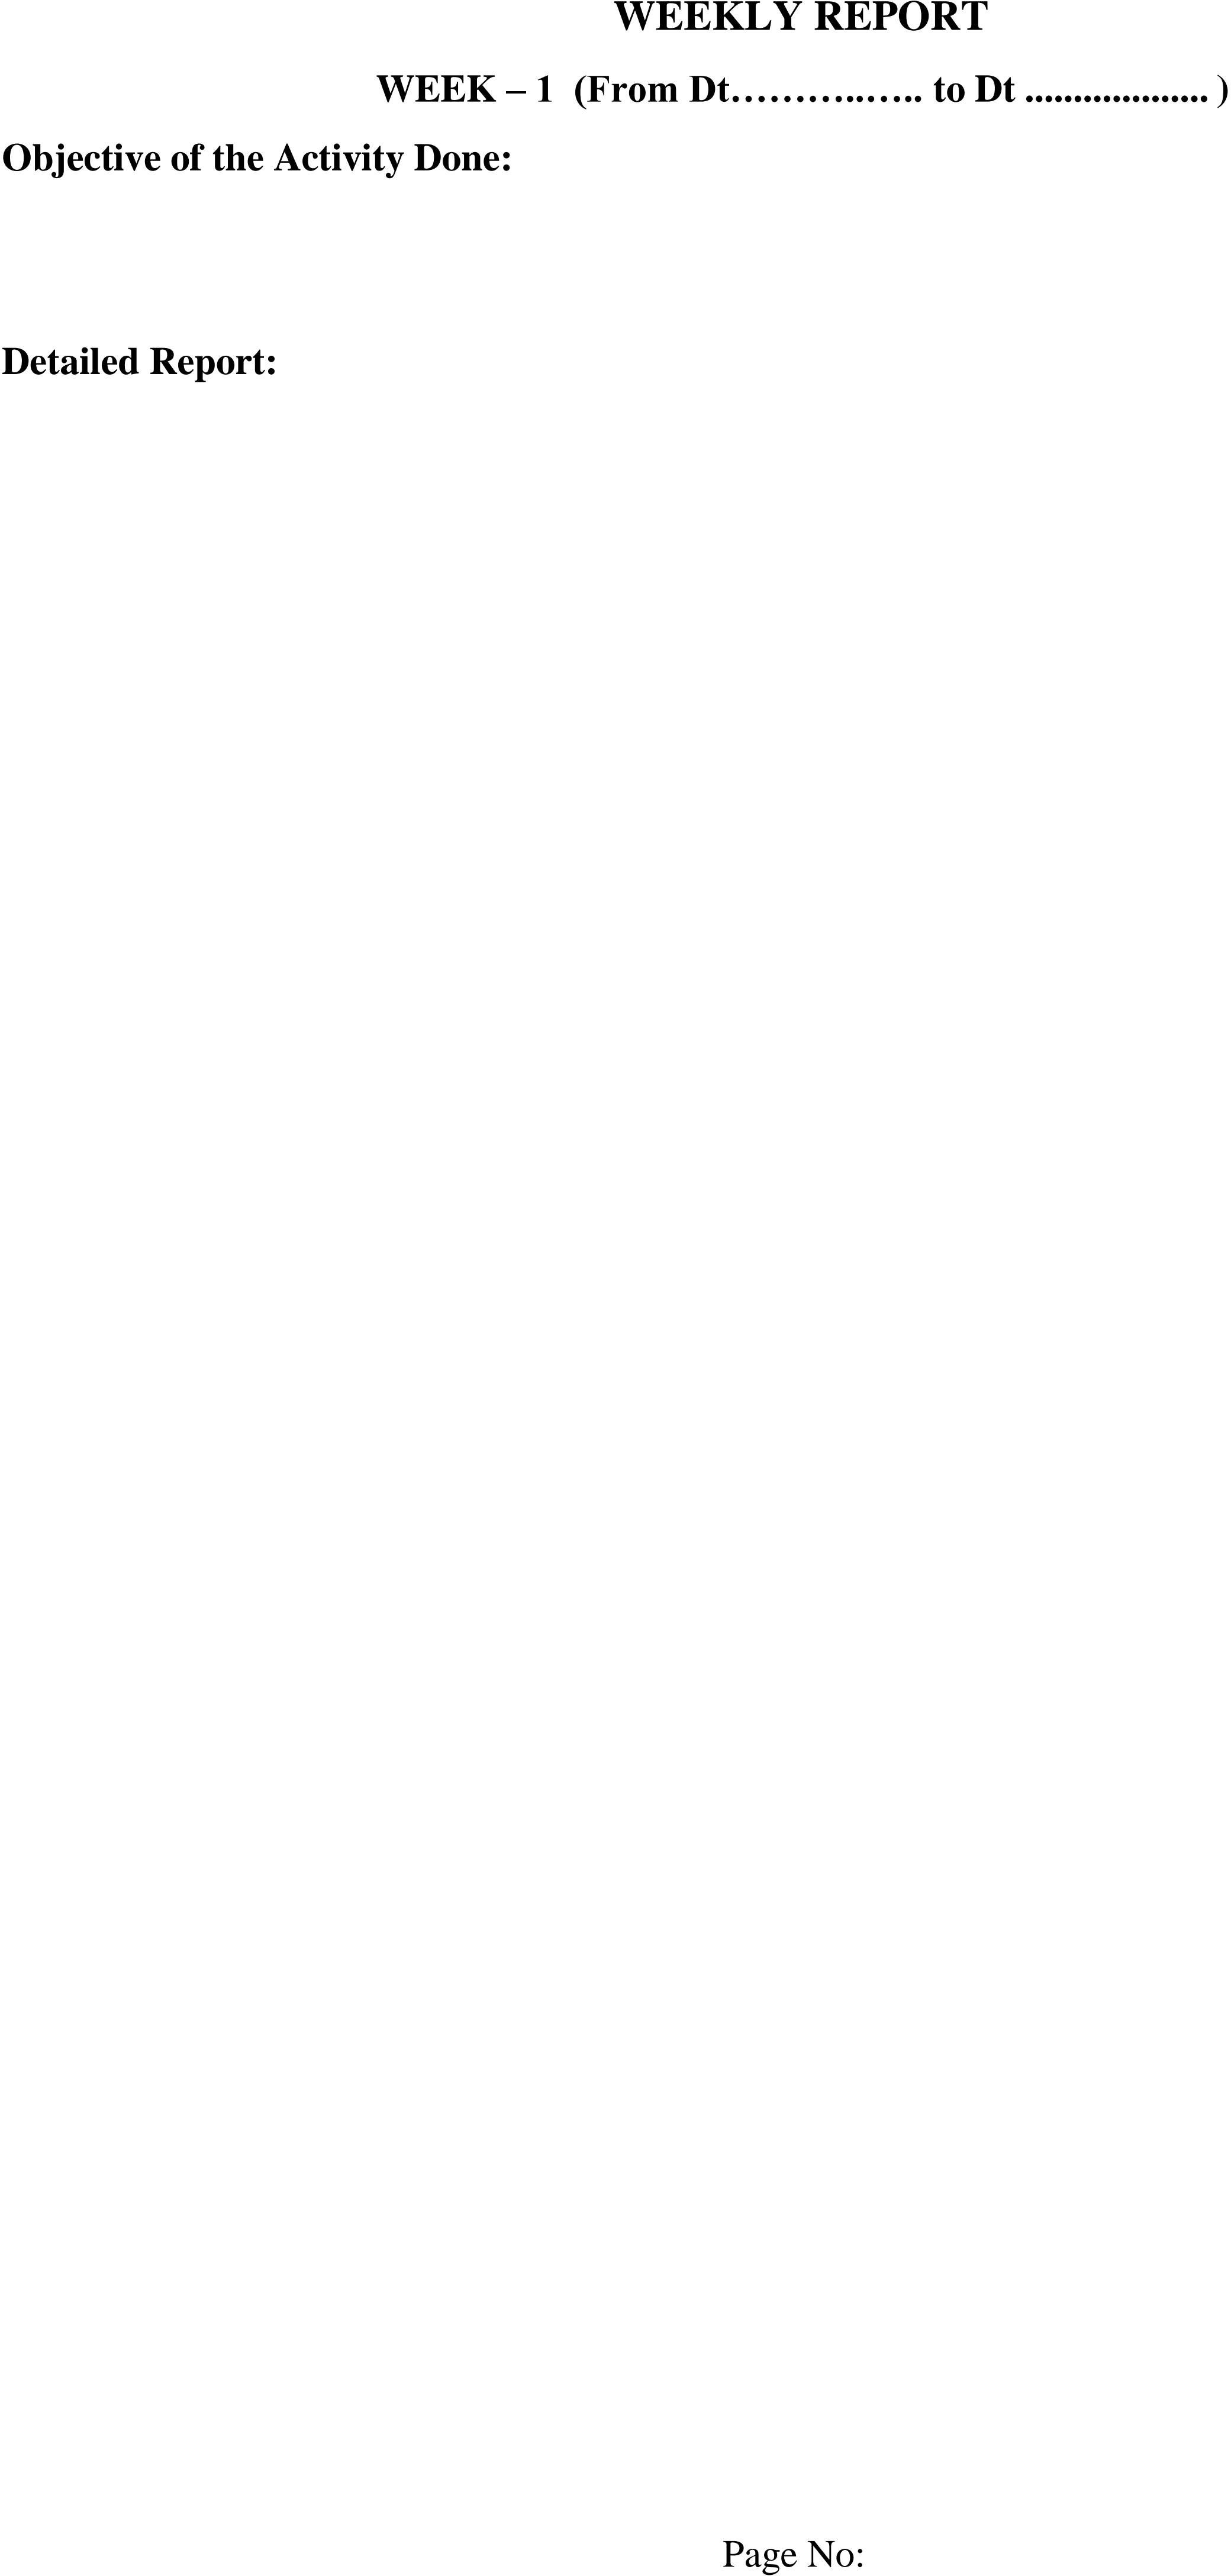 WEEKLY REPORT
WEEK – 1  (From Dt………..….. to Dt ................... )
Objective of the Activity Done:
Detailed Report:
Page No: